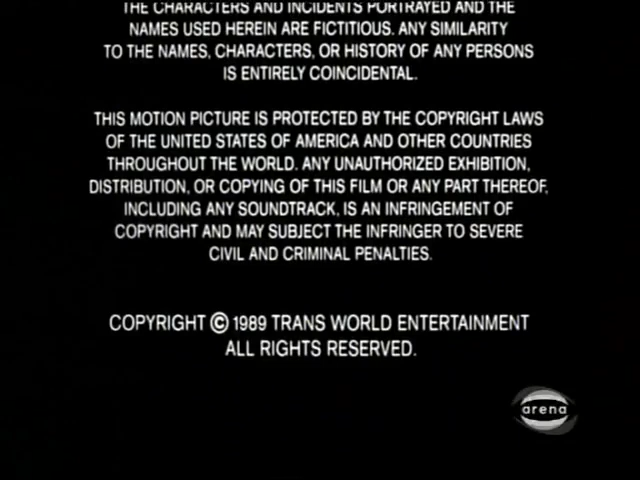 THE CHARACTERS AND INCIDENTS PORTRAYED AND THE
NAMES USED HEREIN ARE FICTITIOUS. ANY SIMILARITY
TO THE NAMES, CHARACTERS, OR HISTORY OF ANY PERSONS
IS ENTIRELY COINCIDENTAL.
THIS MOTION PICTURE IS PROTECTED BY THE COPYRIGHT LAWS
OF THE UNITED STATES OF AMERICA AND OTHER COUNTRIES
THROUGHOUT THE WORLD. ANY UNAUTHORIZED EXHIBITION,
DISTRIBUTION, OR COPYING OF THIS FILM OR ANY PART THEREOF,
INCLUDING ANY SOUNDTRACK, IS AN INFRINGEMENT OF
COPYRIGHT AND MAY SUBJECT THE INFRINGER TO SEVERE
CIVIL AND CRIMINAL PENALTIES.
COPYRIGHT © 1989 TRANS WORLD ENTERTAINMENT
ALL RIGHTS RESERVED.
arena